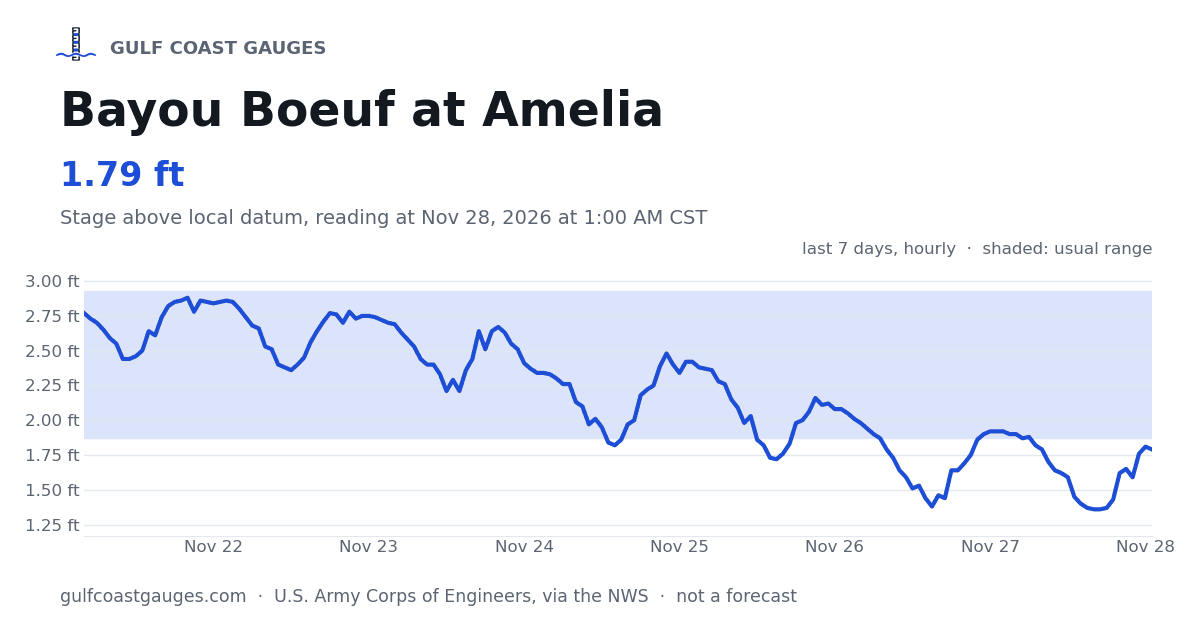 GULF COAST GAUGES
Bayou Boeuf at Amelia
1.79 ft
Stage above local datum, reading at Nov 28, 2026 at 1:00 AM CST
last 7 days, hourly · shaded: usual range
3.00 ft
2.75 ft
2.50 ft
2.25 ft
2.00 ft
1.75 ft
1.50 ft
1.25 ft
Nov 22 Nov 23 Nov 24 Nov 25 Nov 26 Nov 27 Nov 28
gulfcoastgauges.com · U.S. Army Corps of Engineers, via the NWS · not a forecast